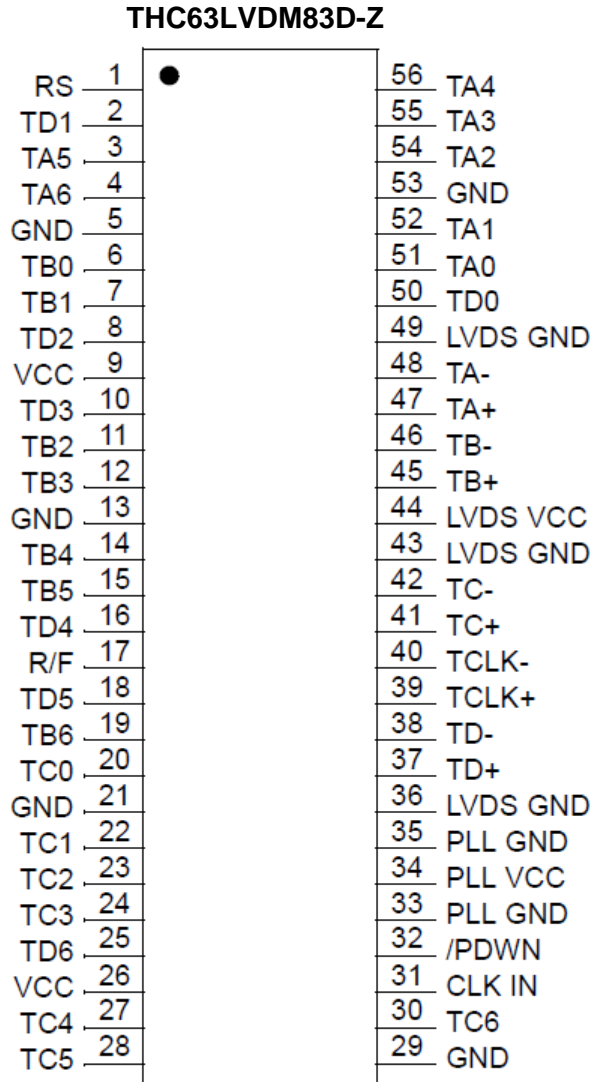 THC63LVDM83D-Z
RS 1 56 TA4
TD1 2 55 TA3
TA5 3 54 TA2
TA6 4 53 GND
GND 5 52 TA1
TB0 6 51 TA0
TB1 7 50 TD0
TD2 8 49 LVDS GND
VCC 9 48 TA-
TD3 10 47 TA+
TB2 11 46 TB-
TB3 12 45 TB+
GND 13 44 LVDS VCC
TB4 14 43 LVDS GND
TB5 15 42 TC-
TD4 16 41 TC+
R/F 17 40 TCLK-
TD5 18 39 TCLK+
TB6 19 38 TD-
TC0 20 37 TD+
GND 21 36 LVDS GND
TC1 22 35 PLL GND
TC2 23 34 PLL VCC
TC3 24 33 PLL GND
TD6 25 32 /PDWN
VCC 26 31 CLK IN
TC4 27 30 TC6
TC5 28 29 GND